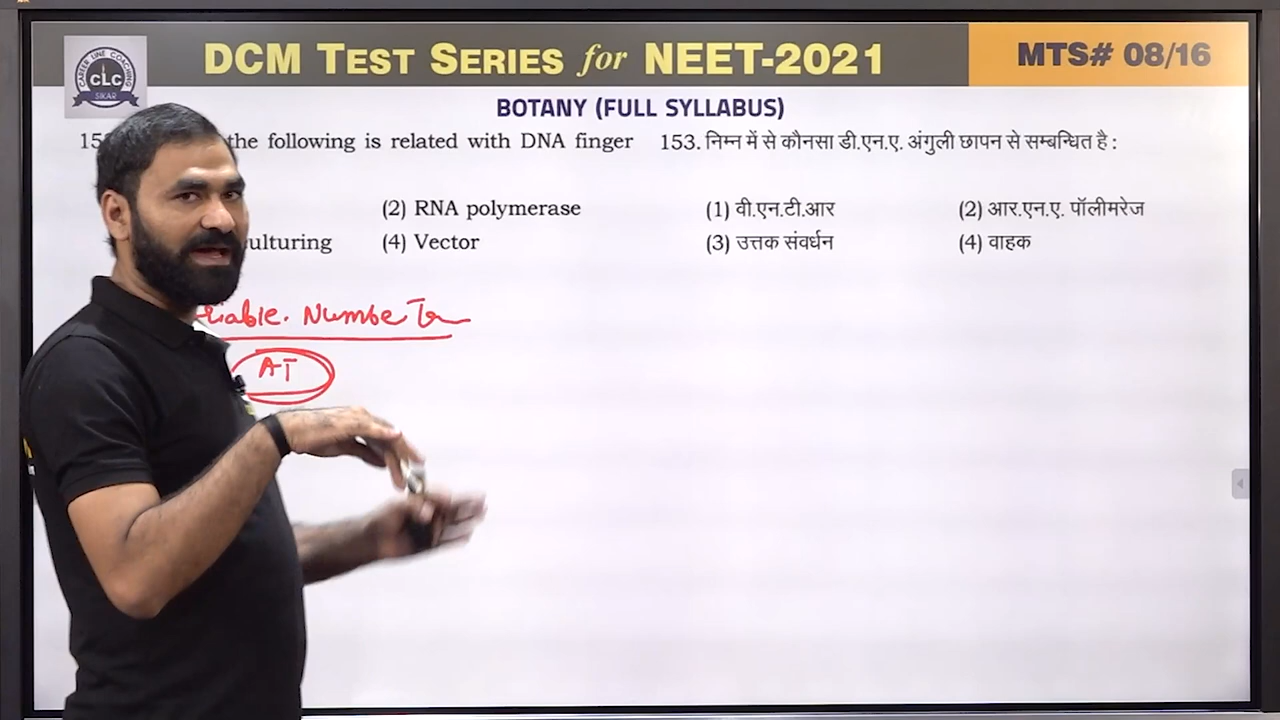 DCM TEST SERIES for NEET-2021
MTS# 08/16
CAREER LINE COACHING
CLC
SIKAR
BOTANY (FULL SYLLABUS)
the following is related with DNA finger
(2) RNA polymerase
(4) Vector
153. निम्न में से कौनसा डी.एन.ए. अंगुली छापन से सम्बन्धित है :
(1) वी.एन.टी.आर
(2) आर.एन.ए. पॉलीमरेज
(3) उत्तक संवर्धन
(4) वाहक
AT